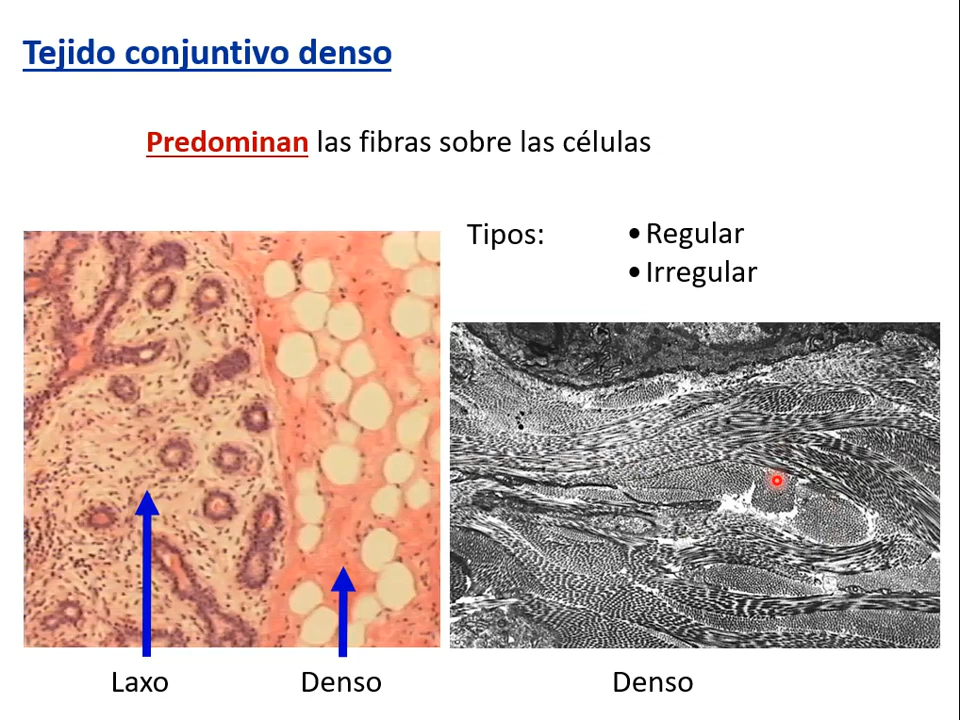 Tejido conjuntivo denso
Predominan las fibras sobre las células
Tipos:
• Regular
• Irregular
Laxo
Denso
Denso